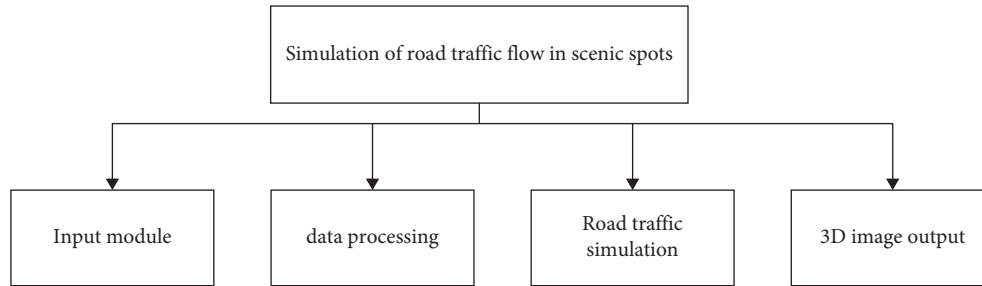 Simulation of road traffic flow in scenic spots
Input module
data processing
Road traffic
simulation
3D image output